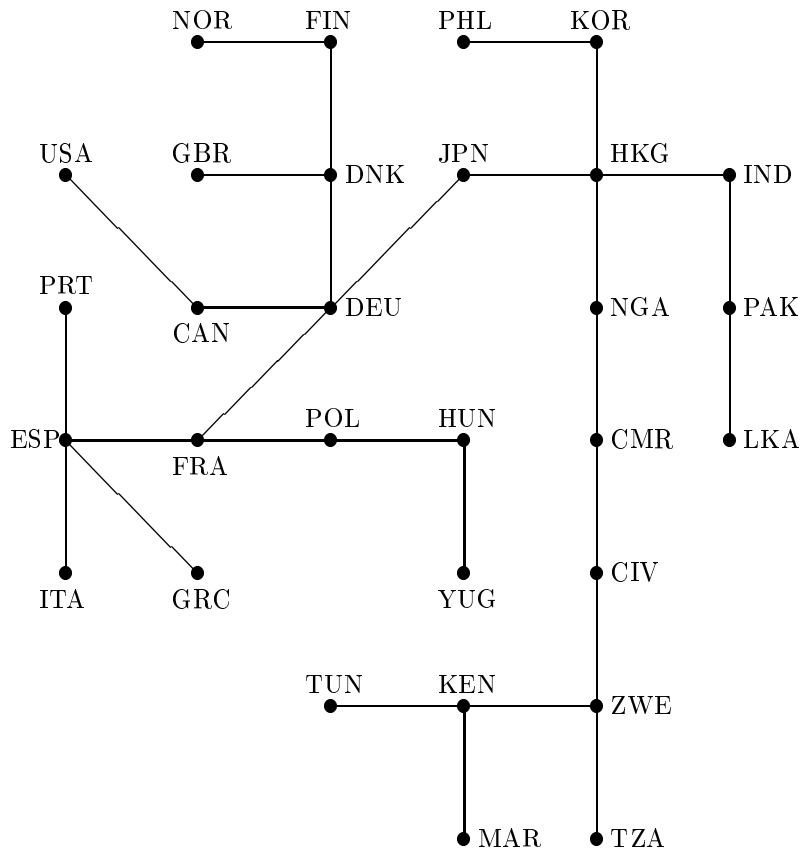 NOR FIN PHL KOR
USA GBR DNK JPN HKG IND
PRT CAN DEU NGA PAK
ESP FRA POL HUN CMR LKA
ITA GRC YUG CIV
TUN KEN ZWE
MAR TZA